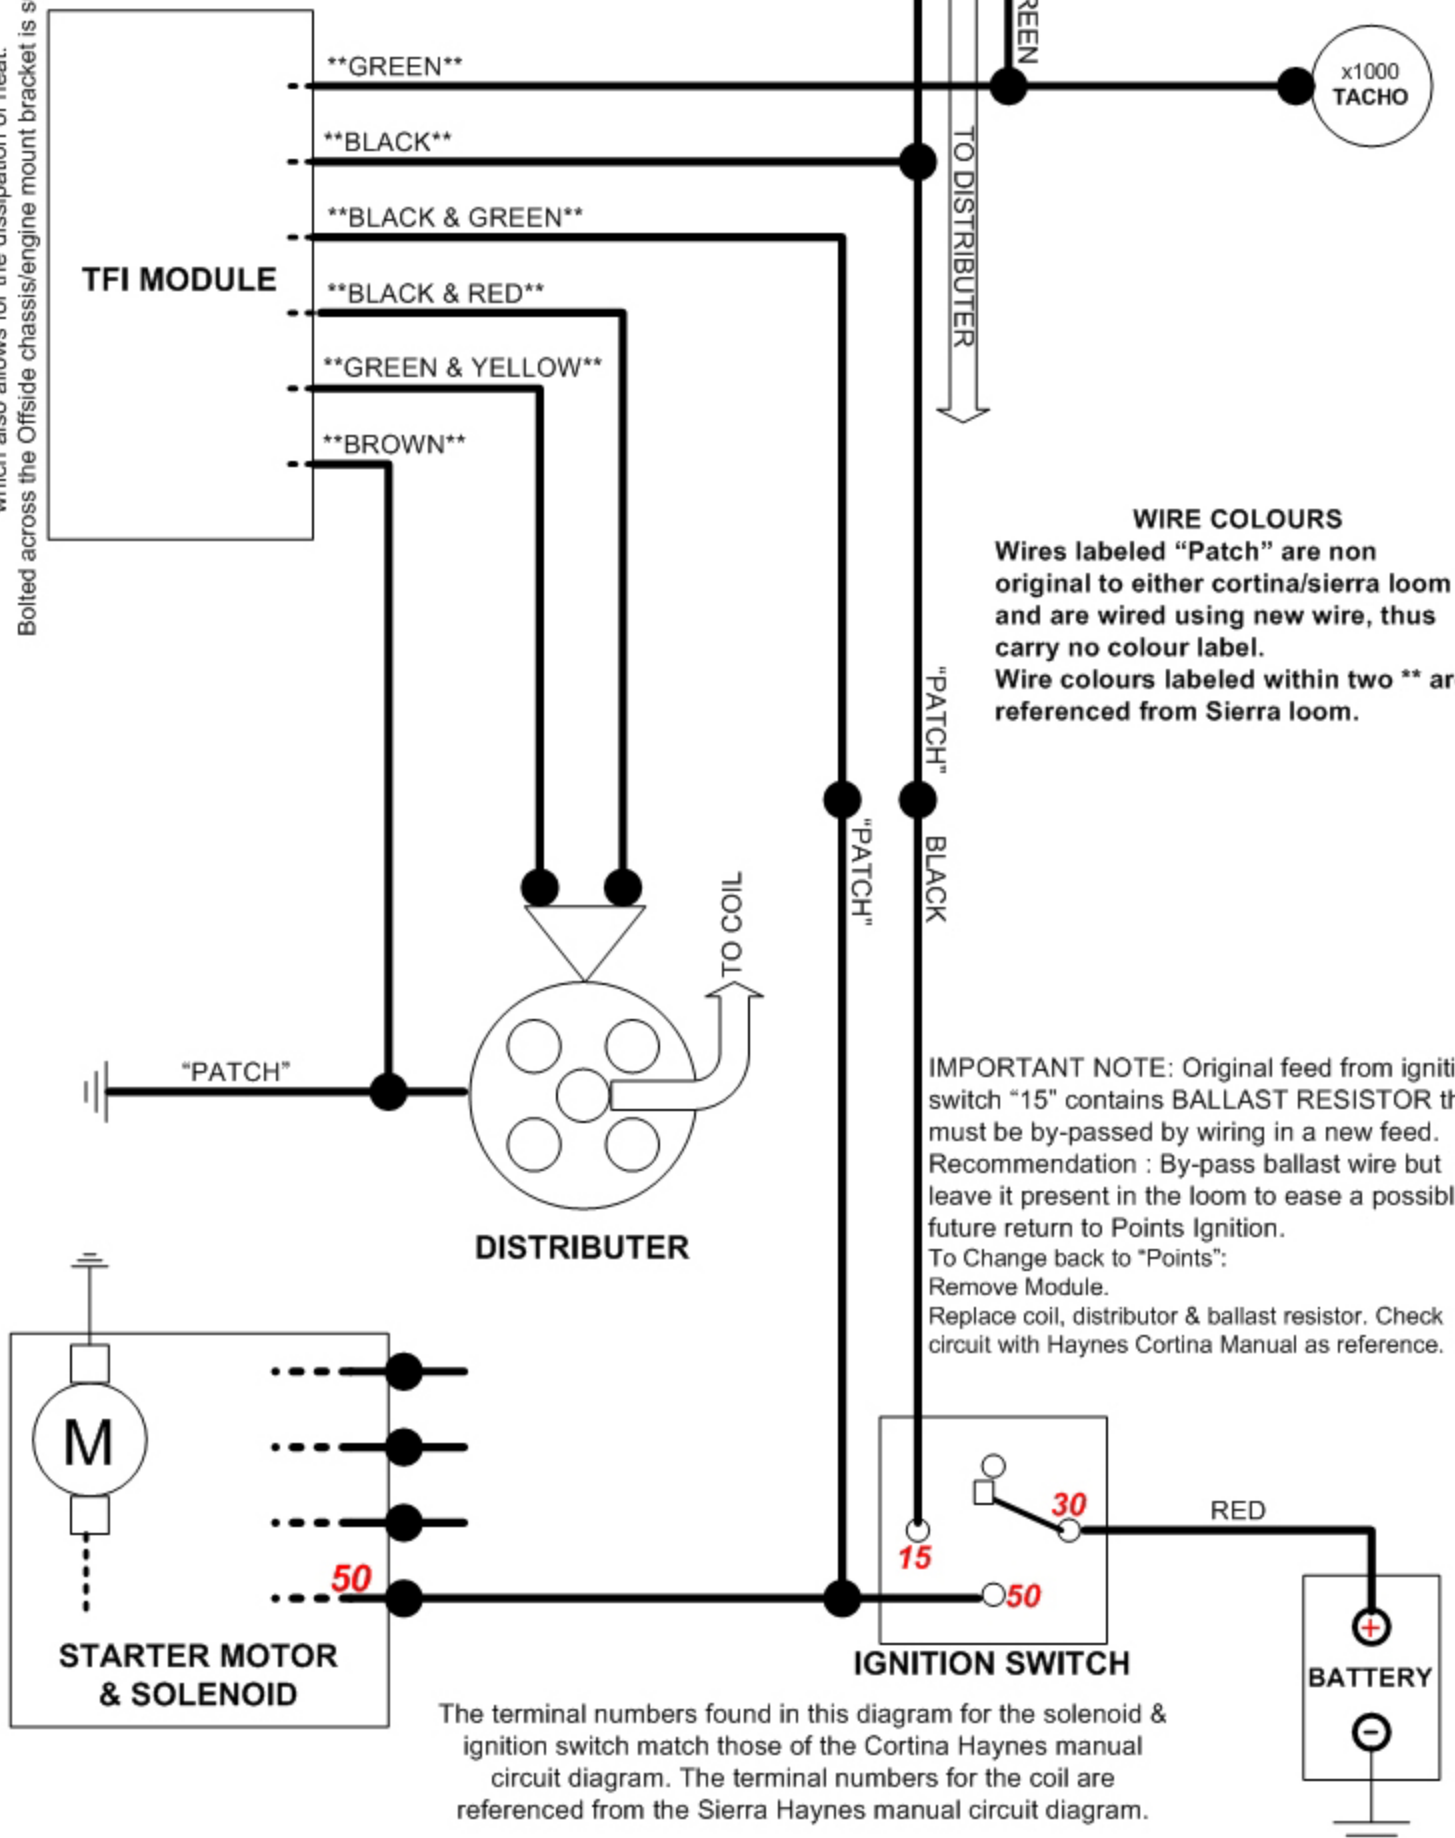 which also allows for the dissipation of heat.
Bolted across the Offside chassis/engine mount bracket is
**GREEN**
**BLACK**
**BLACK & GREEN**
**BLACK & RED**
**GREEN & YELLOW**
**BROWN**
TFI MODULE
TO DISTRIBUTER
x1000
TACHO
WIRE COLOURS
Wires labeled “Patch” are non
original to either cortina/sierra loom
and are wired using new wire, thus
carry no colour label.
Wire colours labeled within two **
referenced from Sierra loom.
“PATCH”
BLACK
“PATCH”
TO COIL
“PATCH”
DISTRIBUTER
IMPORTANT NOTE: Original feed from
switch “15” contains BALLAST RESISTOR
must be by-passed by wiring in a new feed.
Recommendation : By-pass ballast wire but
leave it present in the loom to ease a
future return to Points Ignition.
To Change back to “Points”:
Remove Module.
Replace coil, distributor & ballast resistor. Check
circuit with Haynes Cortina Manual as reference.
M
50
STARTER MOTOR
& SOLENOID
30
15
50
IGNITION SWITCH
RED
+
BATTERY
-
The terminal numbers found in this diagram for the solenoid &
ignition switch match those of the Cortina Haynes manual
circuit diagram. The terminal numbers for the coil are
referenced from the Sierra Haynes manual circuit diagram.